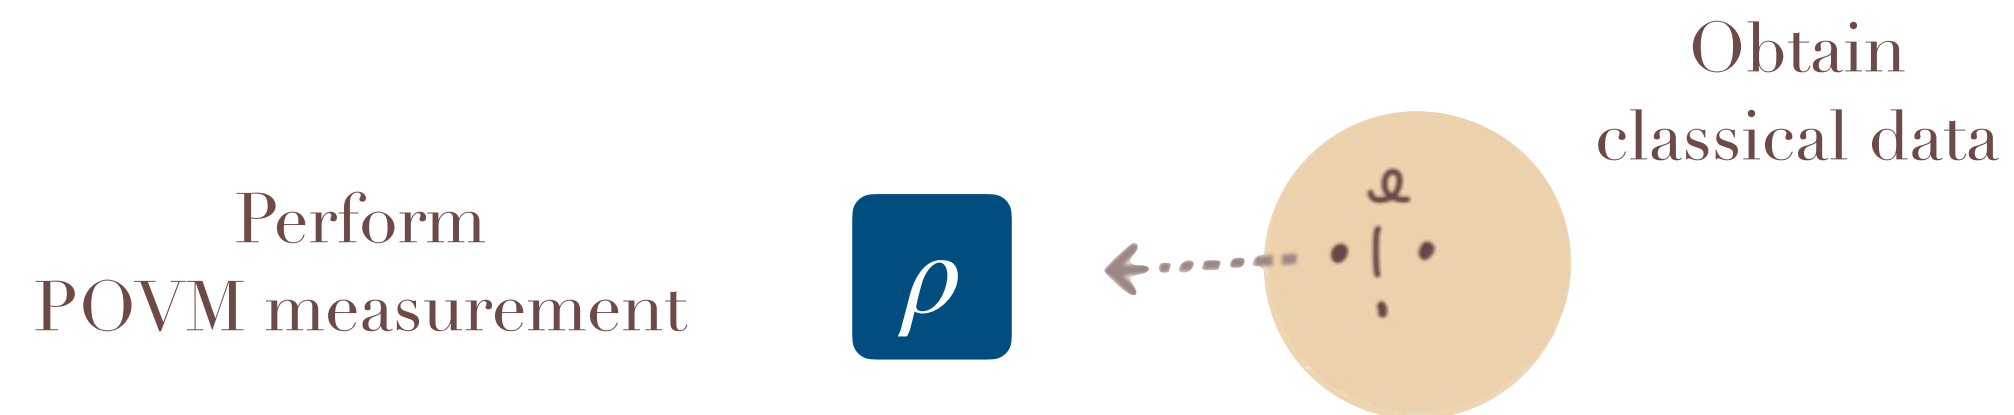 Perform
POVM measurement
ρ
Obtain
classical data